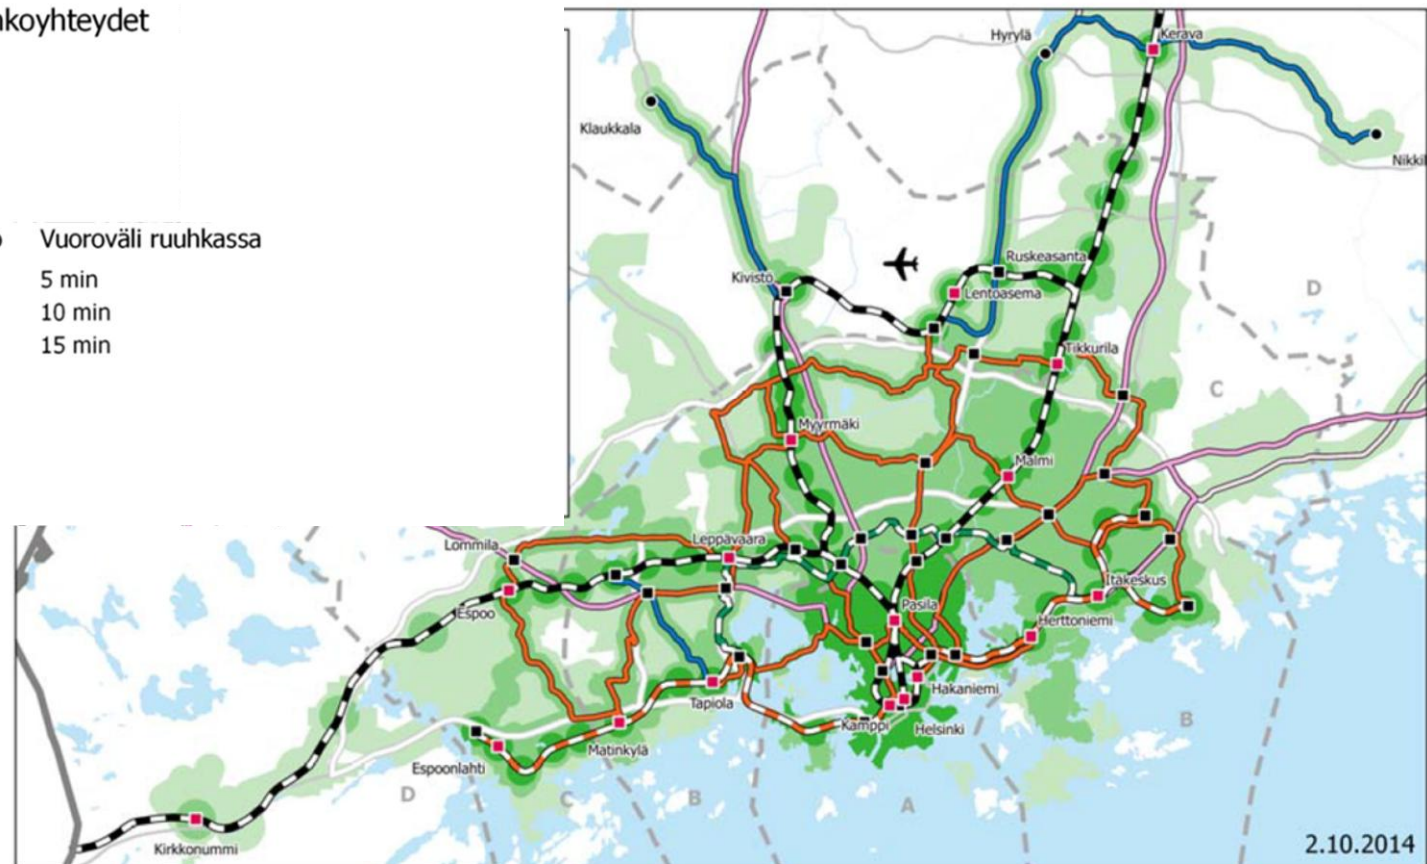 koyhteydet
Vuoroväli ruuhkassa
5 min
10 min
15 min
Hyrylä
Kerava
Klaukkala
Nikkil
Ruskeasanta
Kivistö
Lentoasema
D
Tikkurila
C
Myyrmäki
Malmi
Lommila
Leppävaara
Itäkeskus
Espoo
Pasila
Herttoniemi
Hakaniemi
Tapiola
Kamppi
Helsinki
B
Matinkylä
Espoonlahti
D
C
B
A
Kirkkonummi
2.10.2014